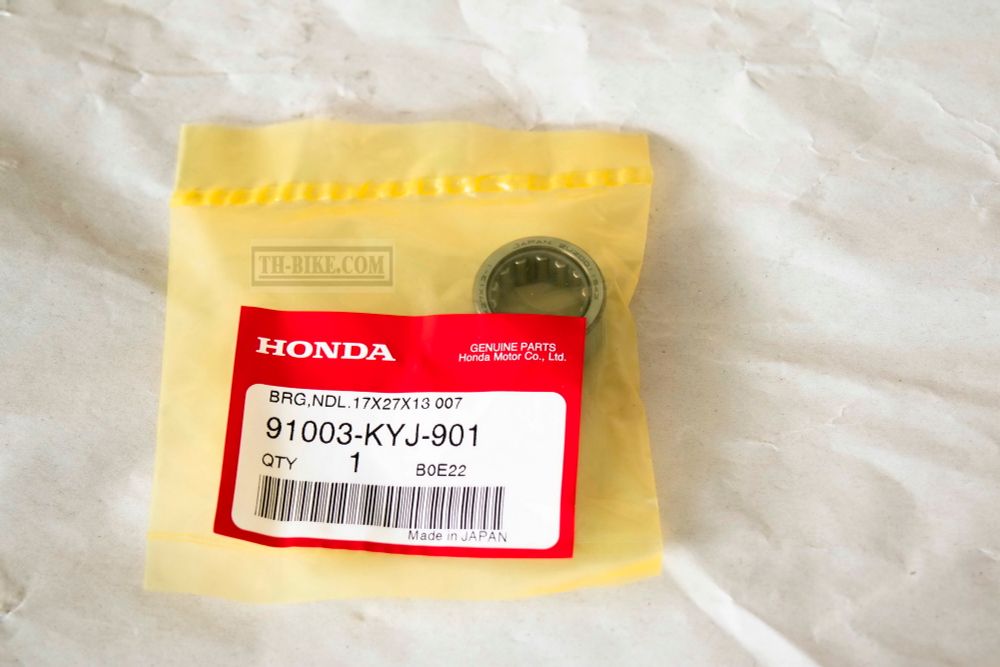 TH-BIKE.COM
JAPAN
HONDA
GENUINE PARTS
Honda Motor Co., Ltd.
BRG,NDL.17X27X13 007
91003-KYJ-901
QTY 1 B0E22
Made in JAPAN